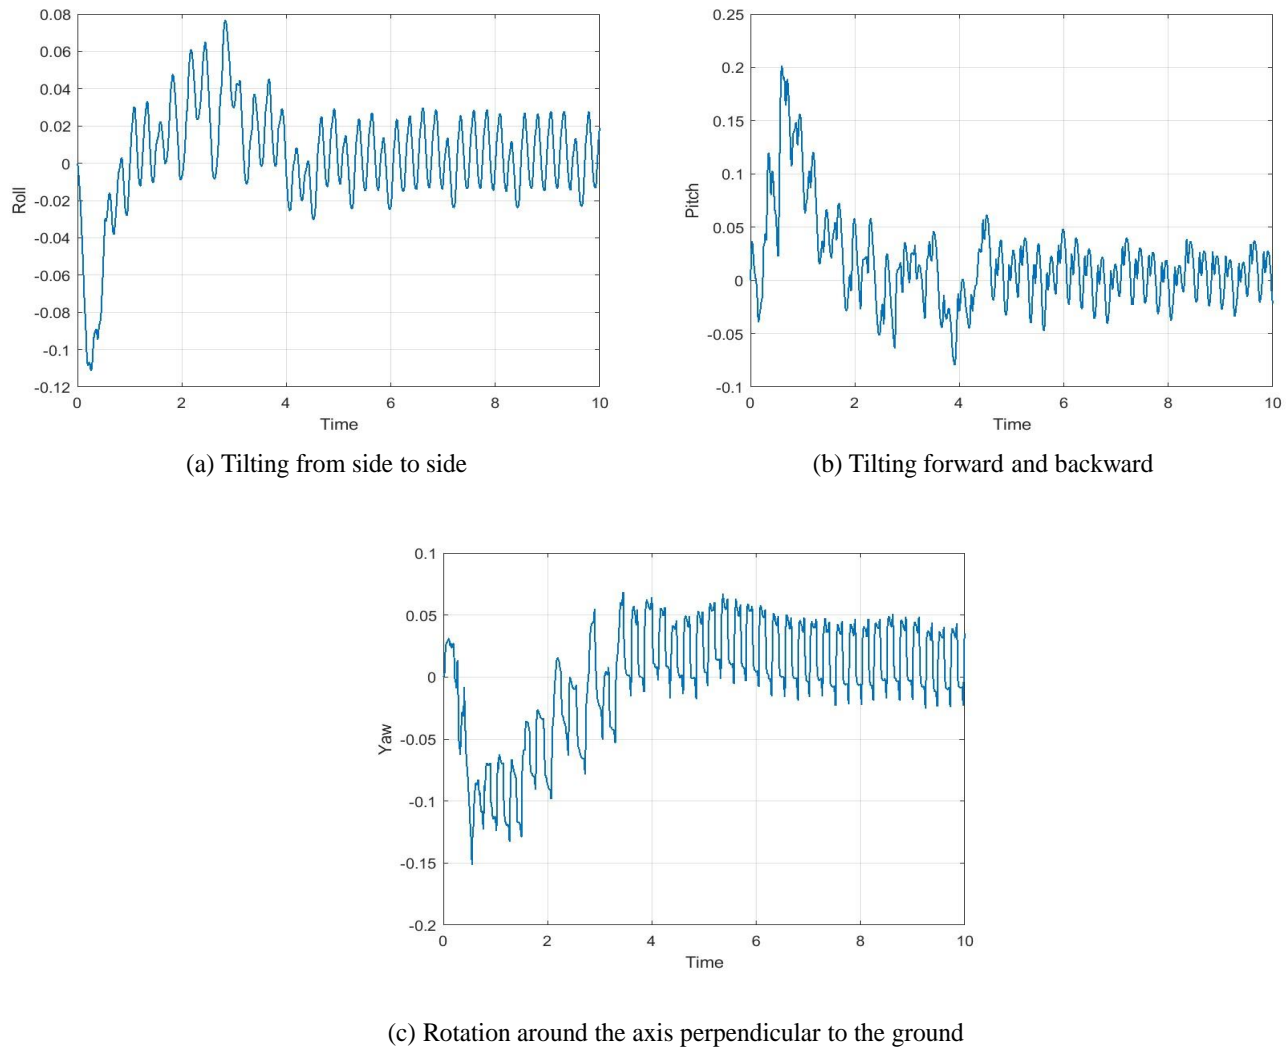 0.08
0.06
0.04
0.02
0
-0.02
-0.04
-0.06
-0.08
-0.1
-0.12
Roll
0 2 4 6 8 10
Time
(a) Tilting from side to side
0.25
0.2
0.15
0.1
0.05
0
-0.05
-0.1
Pitch
0 2 4 6 8 10
Time
(b) Tilting forward and backward
0.1
0.05
0
-0.05
-0.1
-0.15
-0.2
Yaw
0 2 4 6 8 10
Time
(c) Rotation around the axis perpendicular to the ground